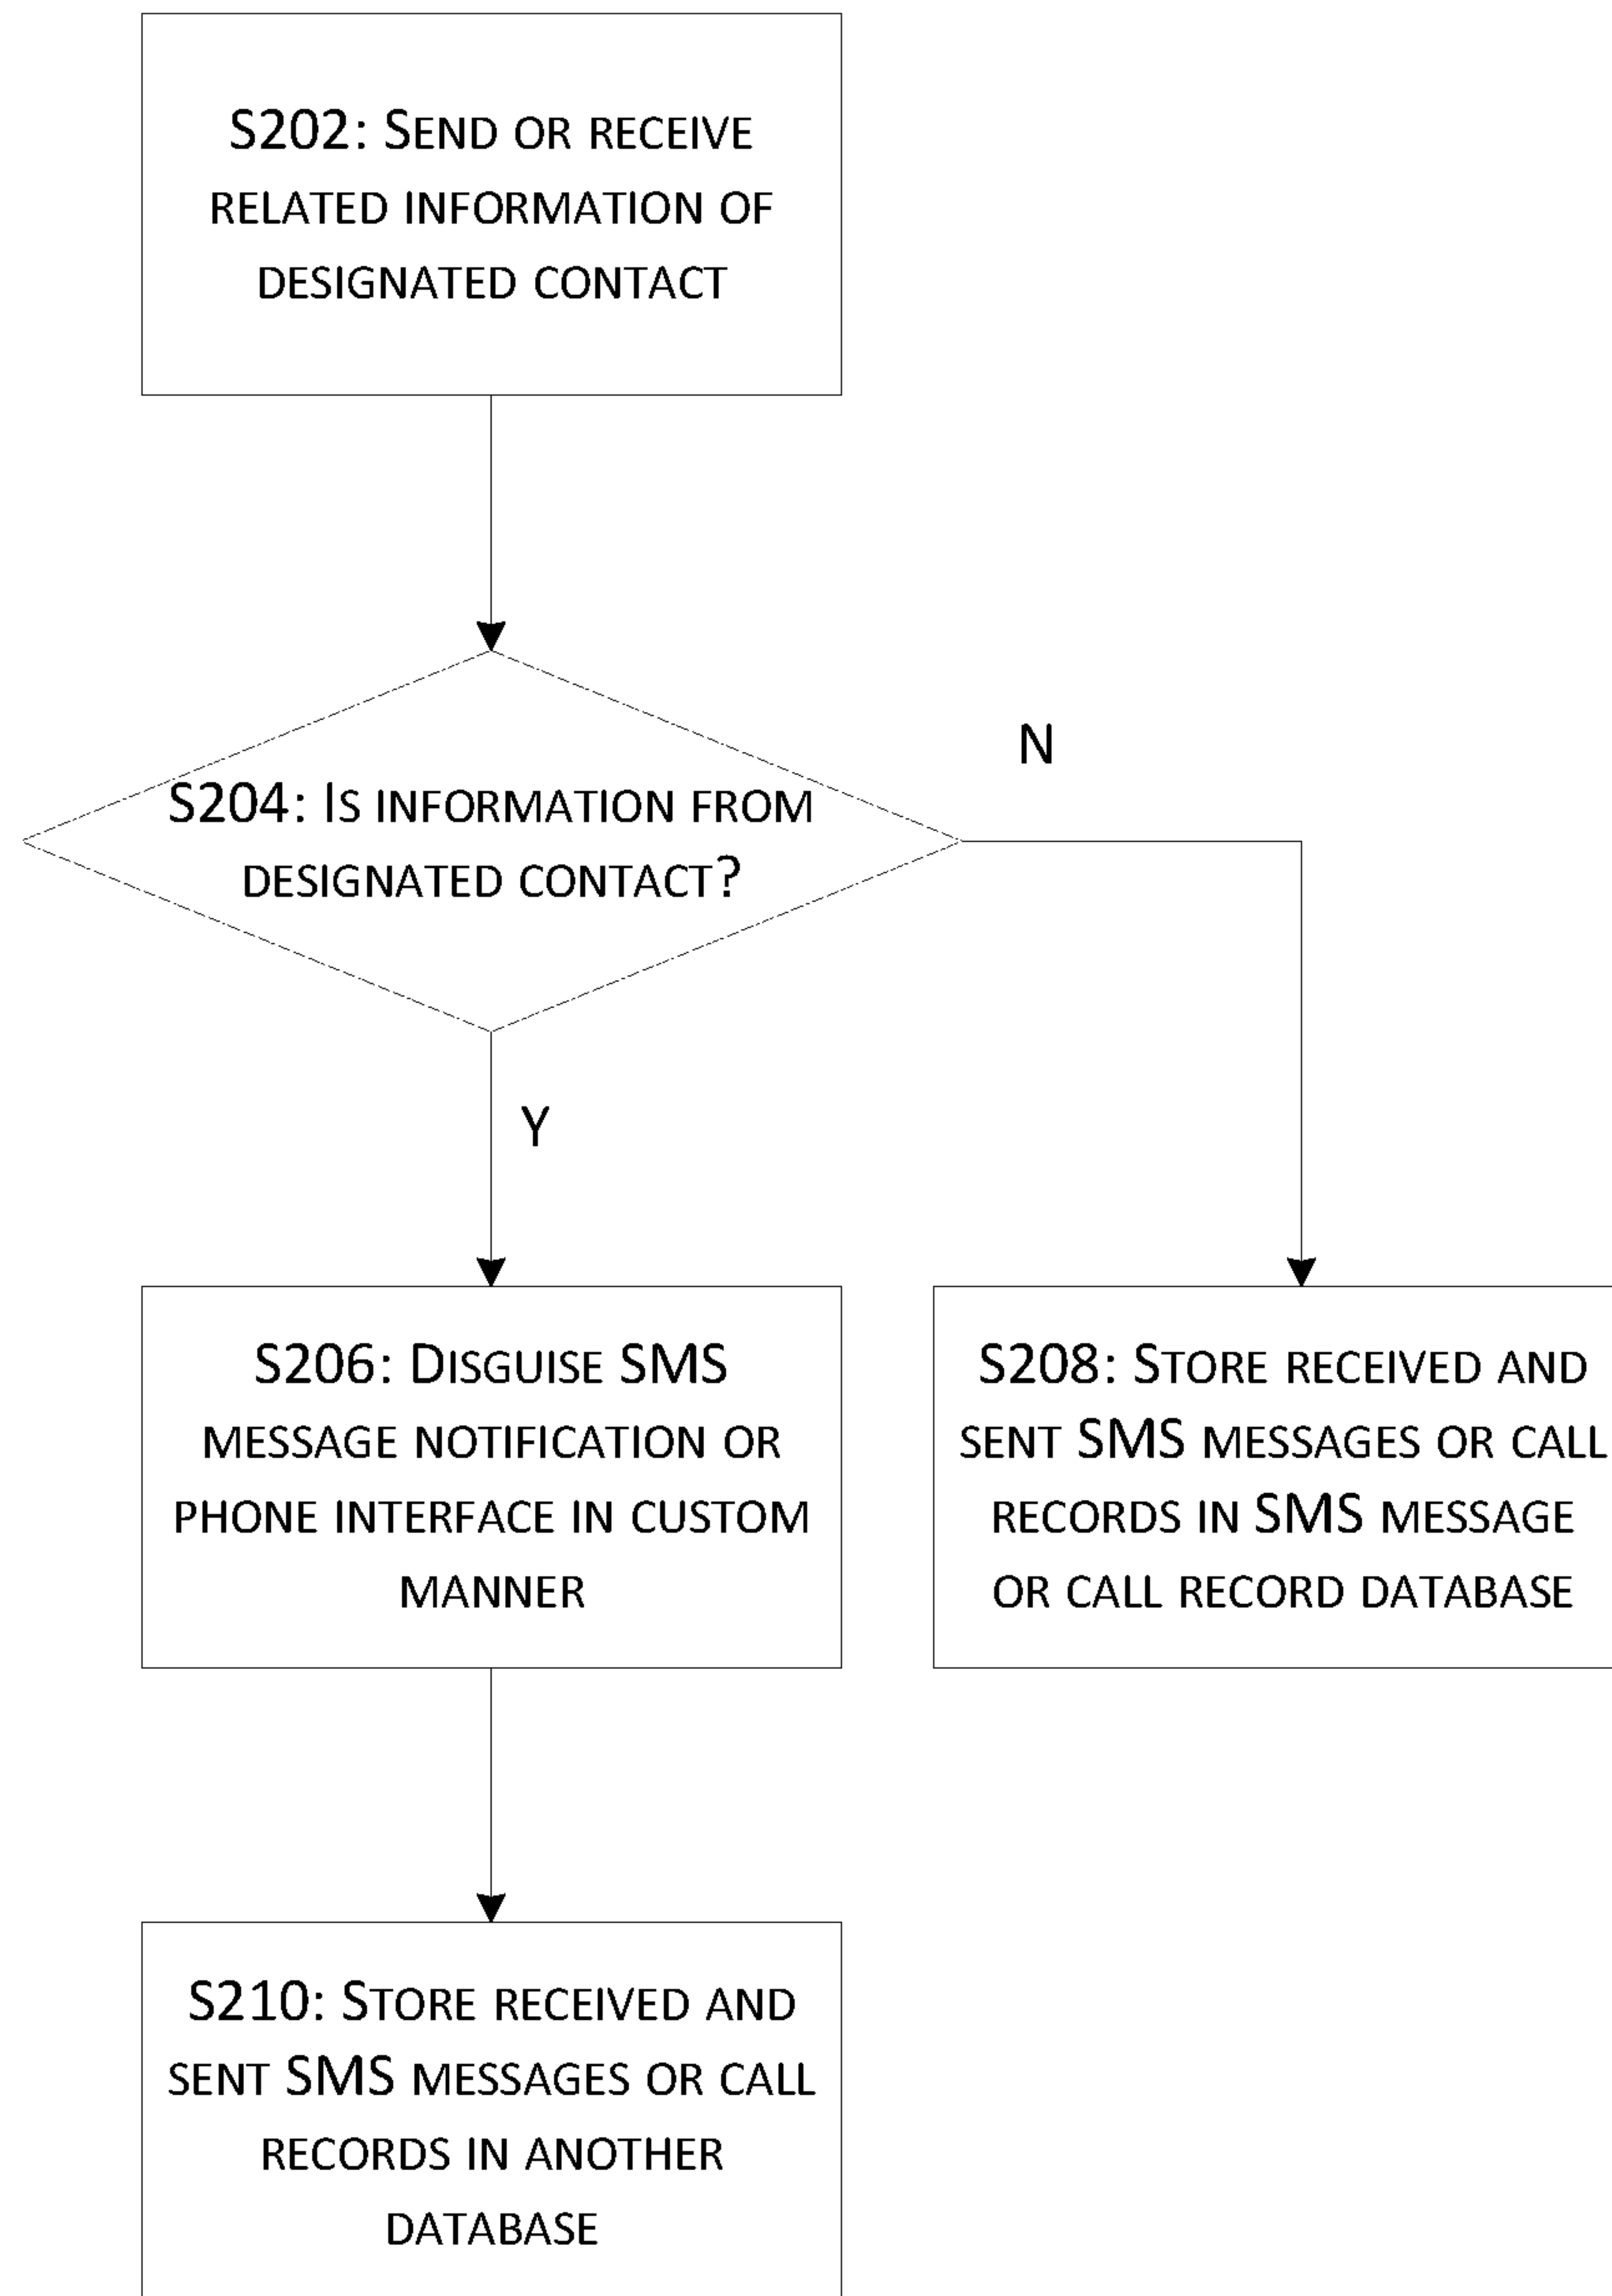 S202: Send or receive
related information of
designated contact
N
S204: Is information from
designated contact?
Y
S206: Disguise SMS
message notification or
phone interface in custom
manner
S208: Store received and
sent SMS messages or call
records in SMS message
or call record database
S210: Store received and
sent SMS messages or call
records in another
database